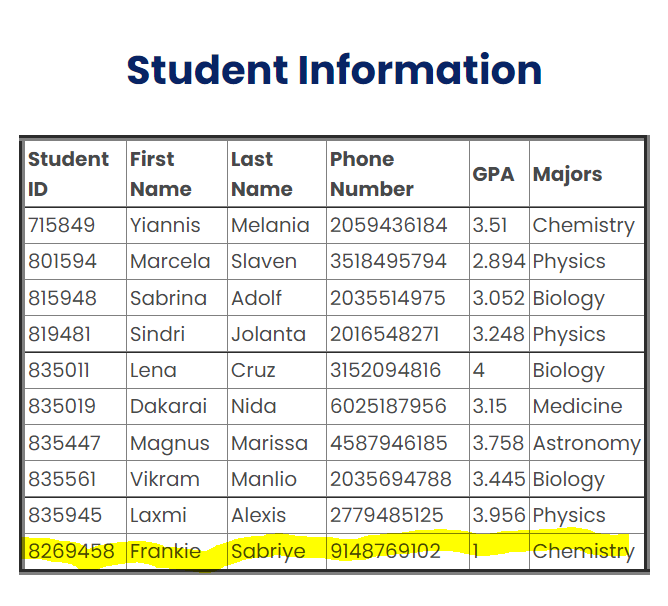 Student Information
Student First Last Phone GPA Majors
ID Name Name Number
715849 Yiannis Melania 2059436184 3.51 Chemistry
801594 Marcela Slaven 3518495794 2.894 Physics
815948 Sabrina Adolf 2035514975 3.052 Biology
819481 Sindri Jolanta 2016548271 3.248 Physics
835011 Lena Cruz 3152094816 4 Biology
835019 Dakarai Nida 6025187956 3.15 Medicine
835447 Magnus Marissa 4587946185 3.758 Astronomy
835561 Vikram Manlio 2035694788 3.445 Biology
835945 Laxmi Alexis 2779485125 3.956 Physics
8269458 Frankie Sabriye 9148769102 1 Chemistry